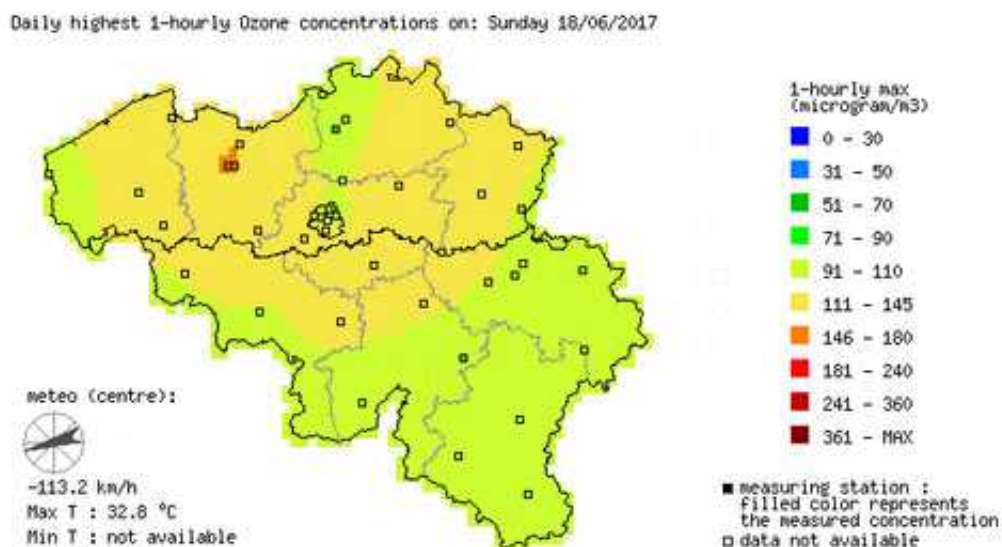 Daily highest 1-hourly Ozone concentrations on: Sunday 18/06/2017
1-hourly max
(microgram/m3)
0 - 30
31 - 50
51 - 70
71 - 90
91 - 110
111 - 145
146 - 180
181 - 240
241 - 360
361 - MAX
meteo (centre):
-113.2 km/h
Max T : 32.8 °C
Min T : not available
measuring station :
filled color represents
the measured concentration
data not available